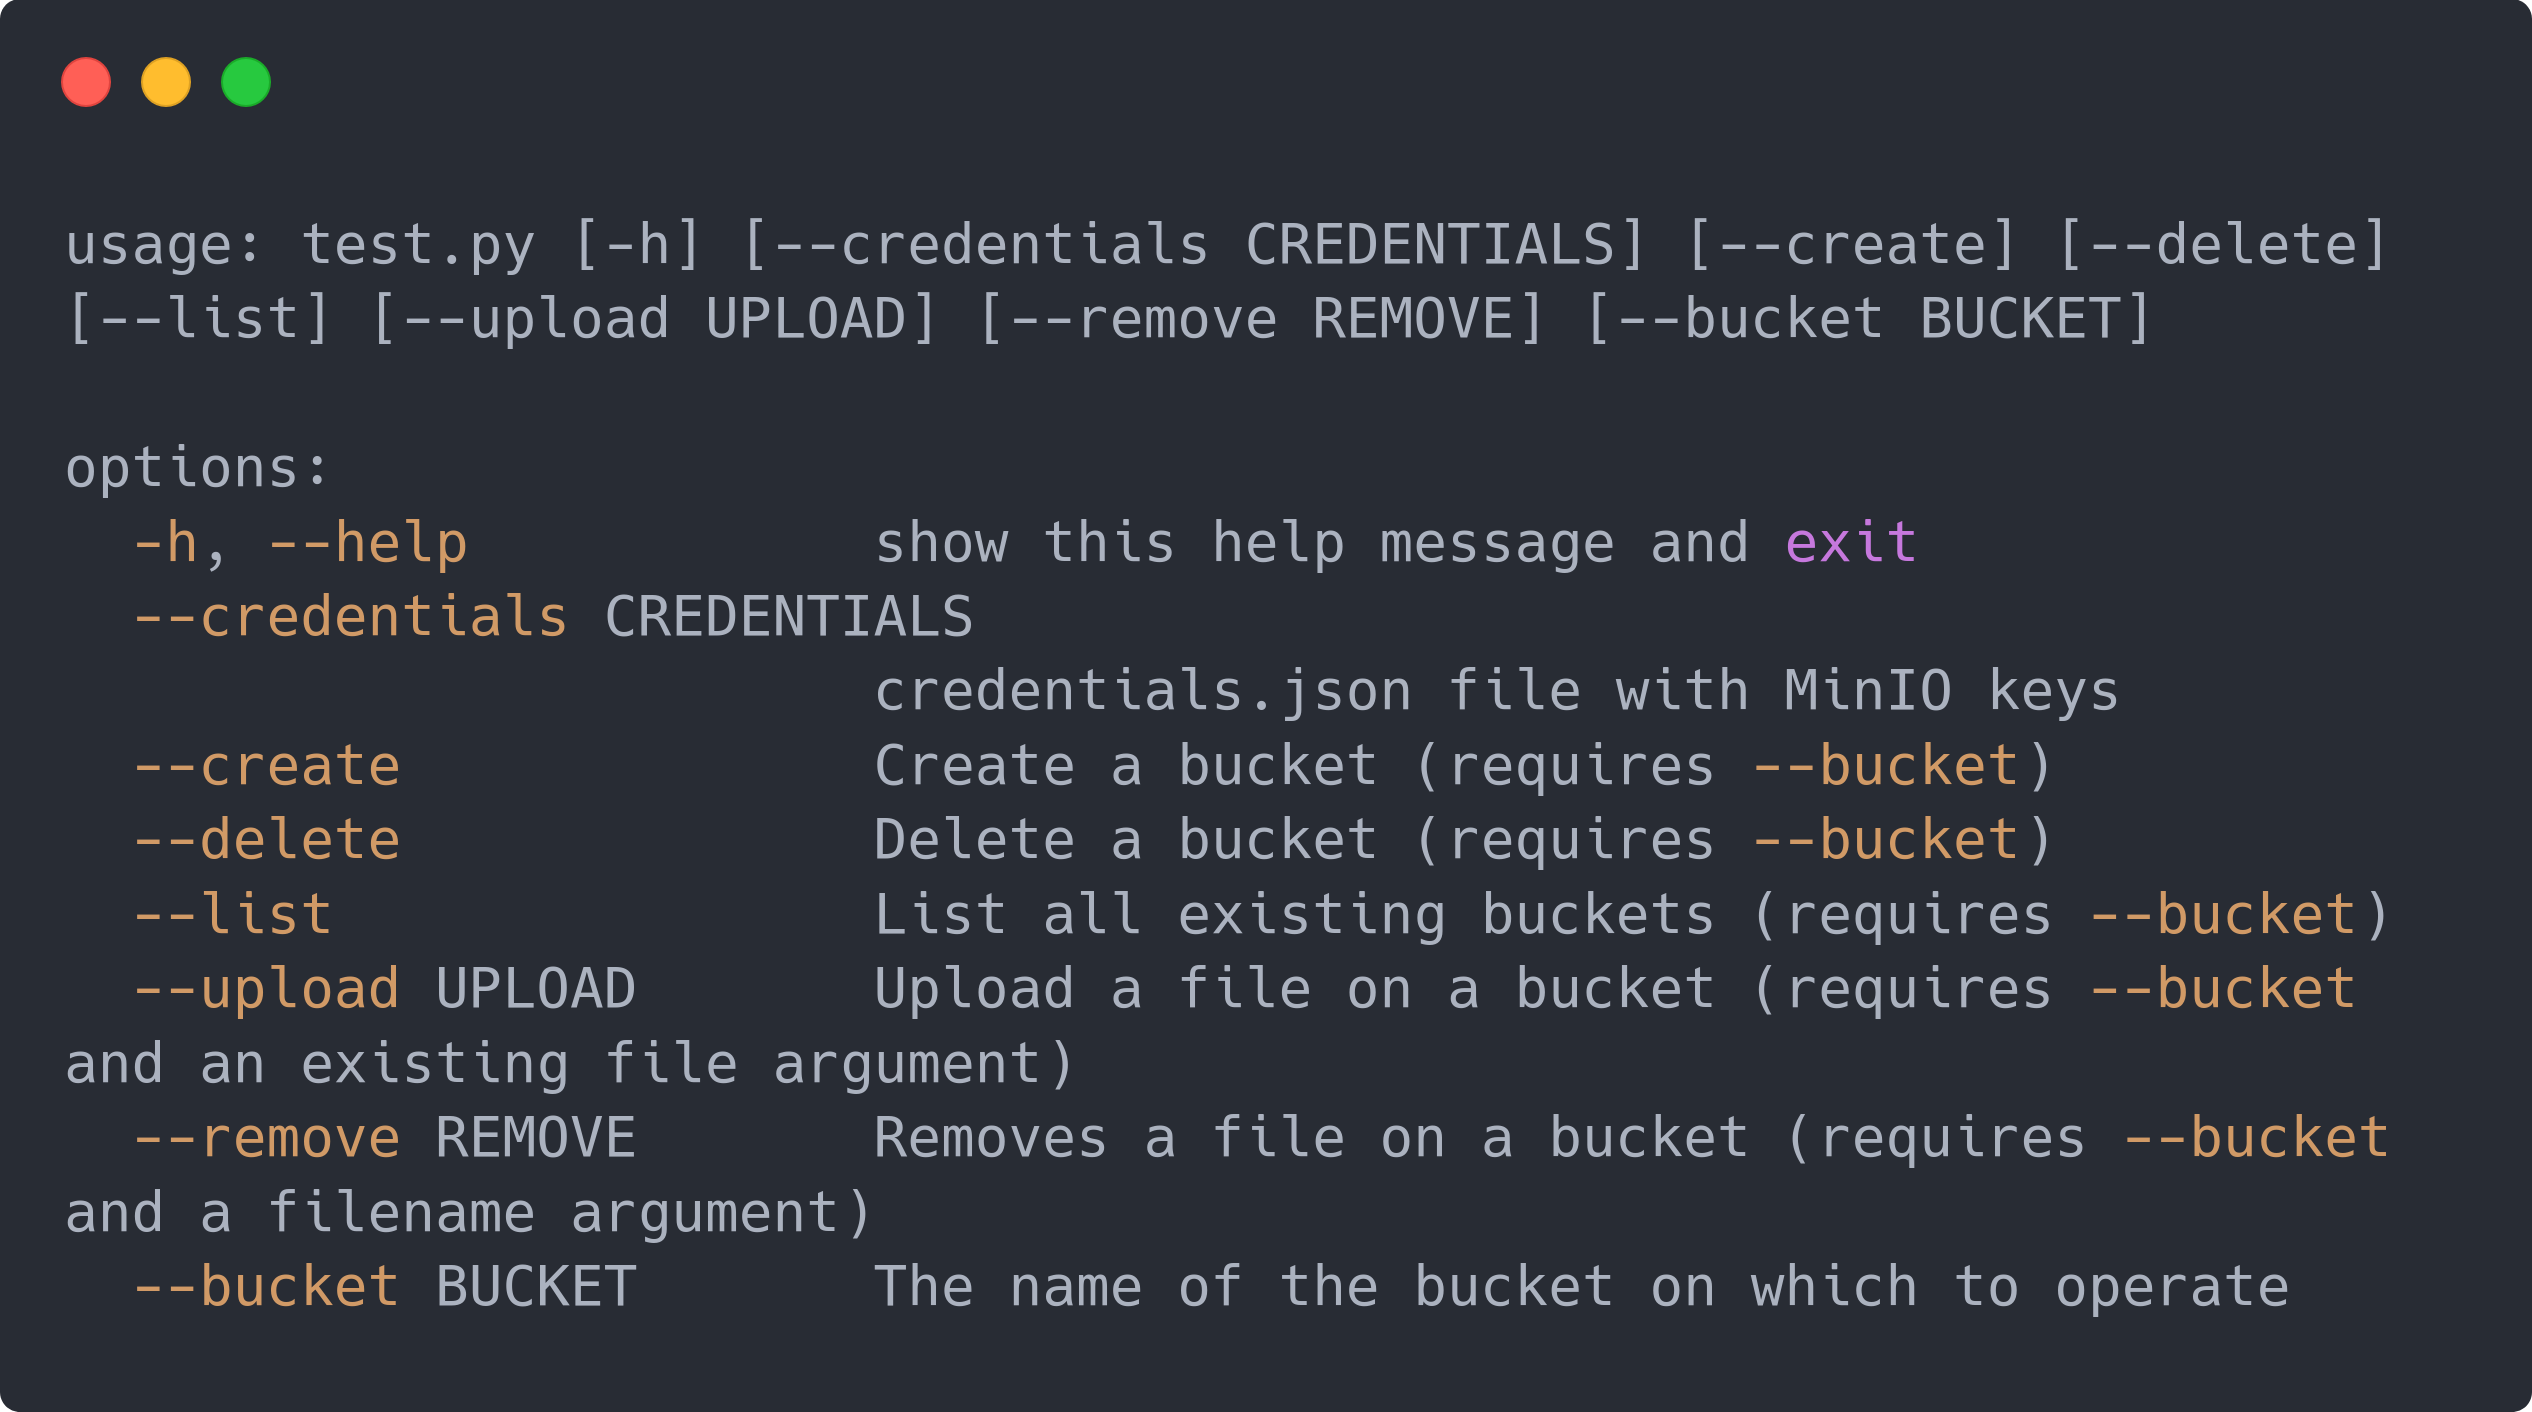 usage: test.py [-h] [--credentials CREDENTIALS] [--create] [--delete]
[--list] [--upload UPLOAD] [--remove REMOVE] [--bucket BUCKET]

options:
  -h, --help            show this help message and exit
  --credentials CREDENTIALS
                        credentials.json file with MinIO keys
  --create              Create a bucket (requires --bucket)
  --delete              Delete a bucket (requires --bucket)
  --list                List all existing buckets (requires --bucket)
  --upload UPLOAD       Upload a file on a bucket (requires --bucket
and an existing file argument)
  --remove REMOVE       Removes a file on a bucket (requires --bucket
and a filename argument)
  --bucket BUCKET       The name of the bucket on which to operate